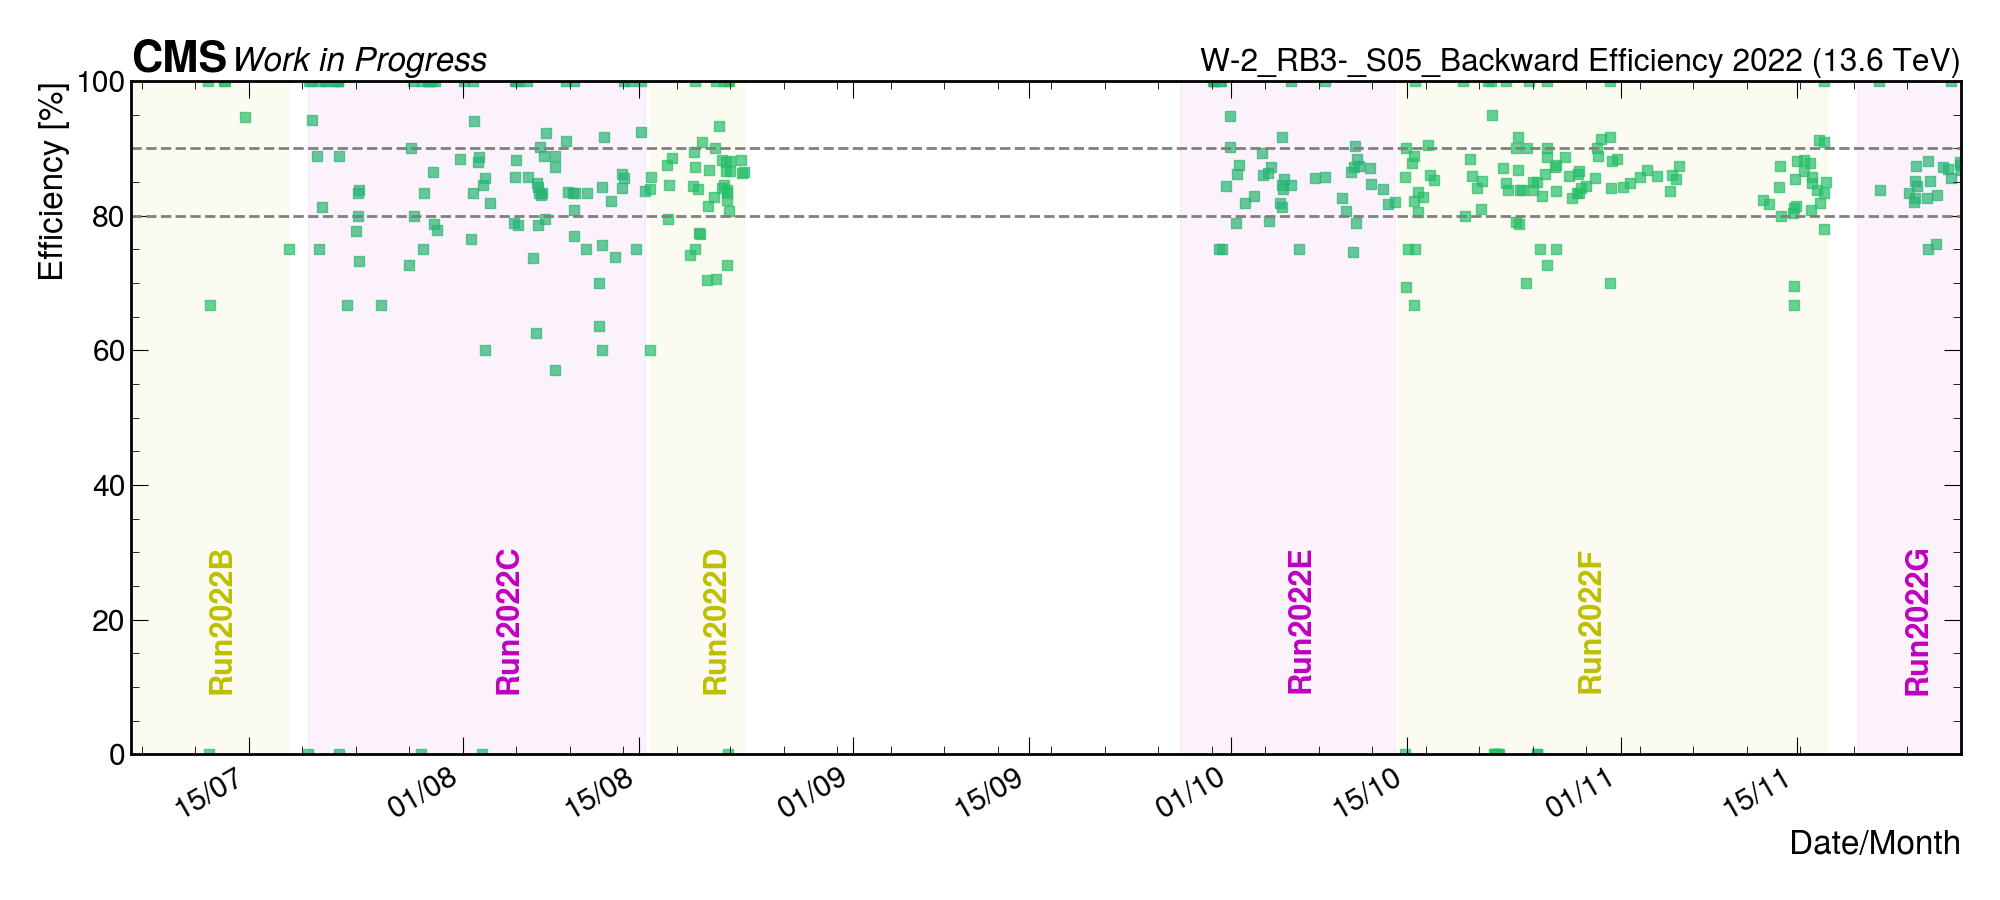 CMS Work in Progress
W-2_RB3-_S05_Backward Efficiency 2022 (13.6 TeV)
Efficiency [%]
100
80
60
40
20
0
Run2022B
Run2022C
Run2022D
Run2022E
Run2022F
Run2022G
15/07
01/08
15/08
01/09
15/09
01/10
15/10
01/11
15/11
Date/Month